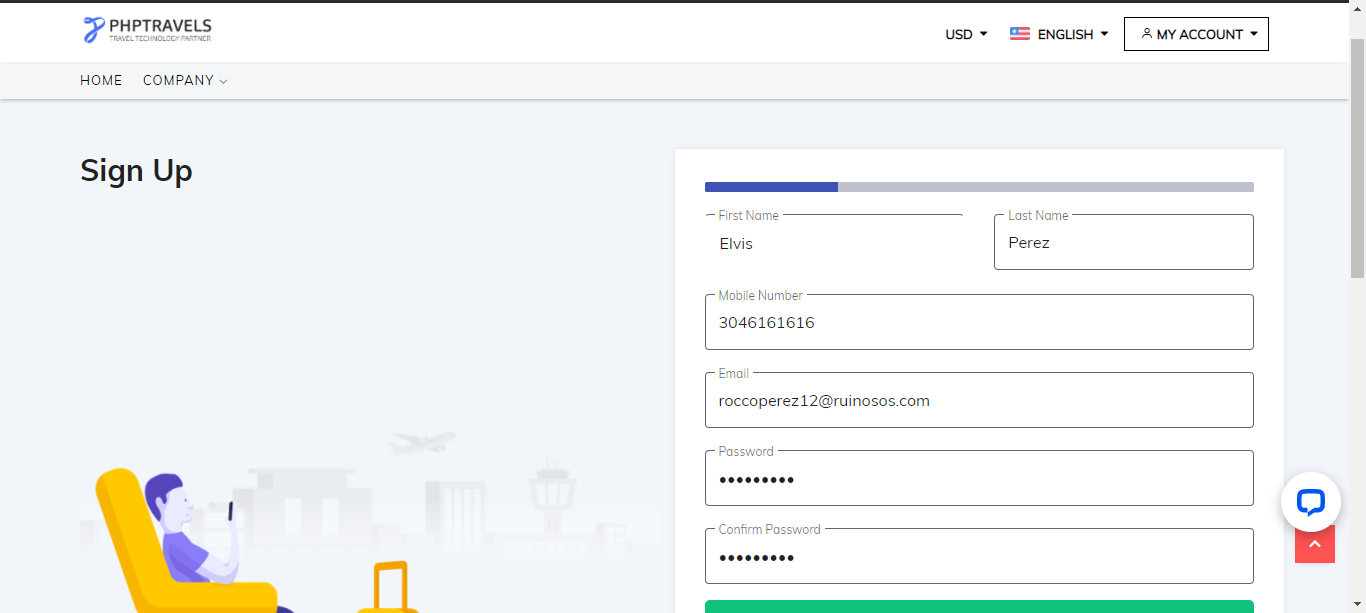 PHPTRAVELS
TRAVEL TECHNOLOGY PARTNER
USD
ENGLISH
MY ACCOUNT
HOME
COMPANY
Sign Up
First Name
Last Name
Elvis
Perez
Mobile Number
3046161616
Email
roccoperez12@ruinosos.com
Password
•••••••••
Confirm Password
•••••••••